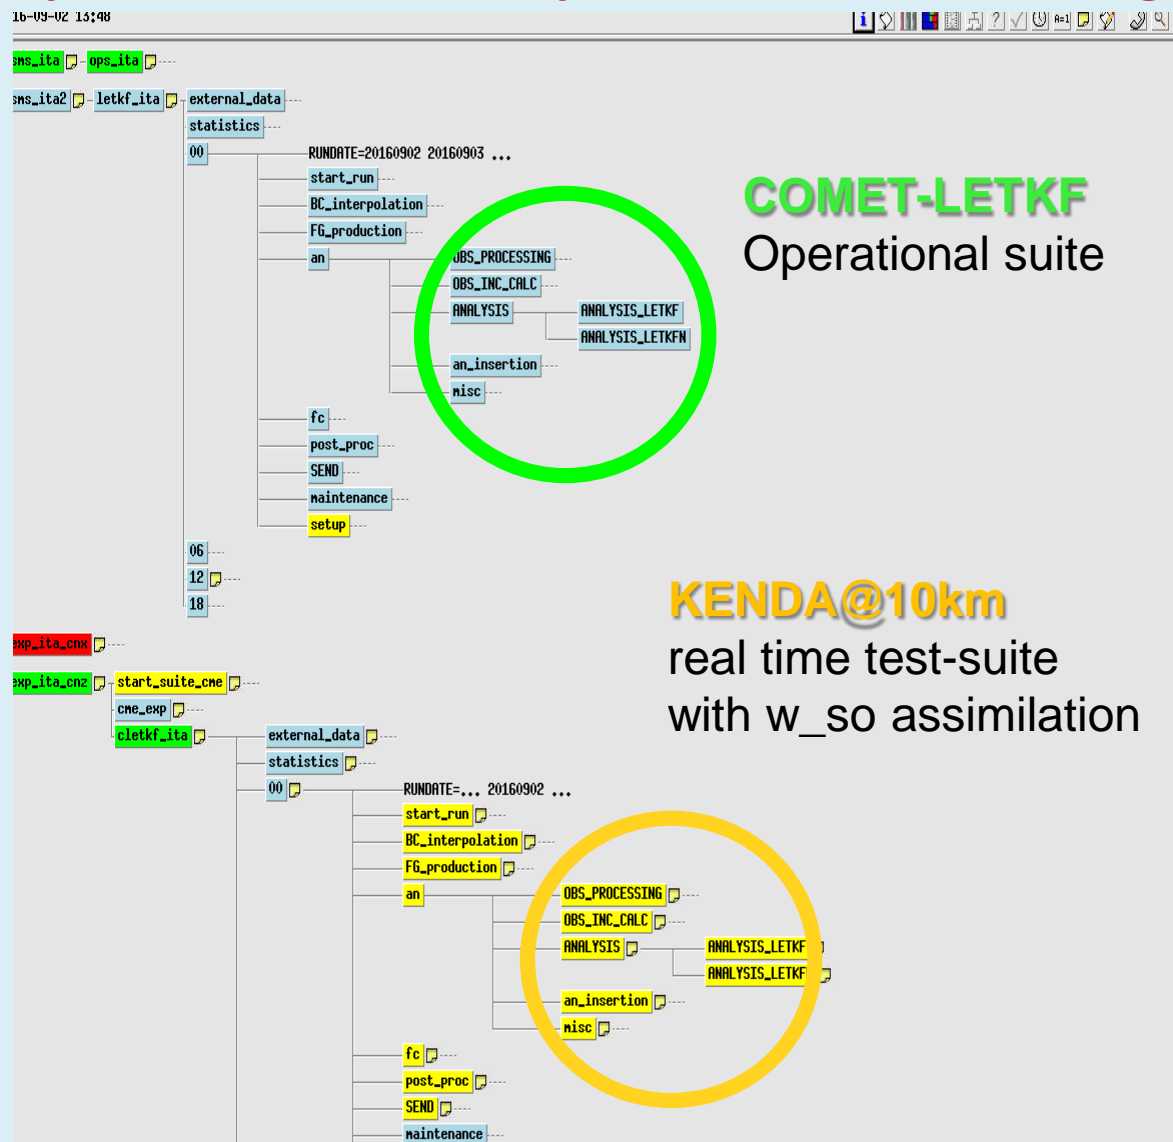 16-09-02 13:48
A=1
sms_ita ops_ita
sms_ita2 letkf_ita external_data
statistics
00 RUNDATE=20160902 20160903 ...
start_run
BC_interpolation
FG_production
an OBS_PROCESSING
OBS_INC_CALC
ANALYSIS ANALYSIS_LETKF
ANALYSIS_LETKFN
an_insertion
misc
fc
post_proc
SEND
maintenance
setup
06
12
18
COMET-LETKF
Operational suite
KENDA@10km
real time test-suite
with w_so assimilation
exp_ita_cnx
exp_ita_cnz start_suite_cme
cme_exp
cletkf_ita external_data
statistics
00 RUNDATE=... 20160902 ...
start_run
BC_interpolation
FG_production
an OBS_PROCESSING
OBS_INC_CALC
ANALYSIS ANALYSIS_LETKF
ANALYSIS_LETKF
an_insertion
misc
fc
post_proc
SEND
maintenance